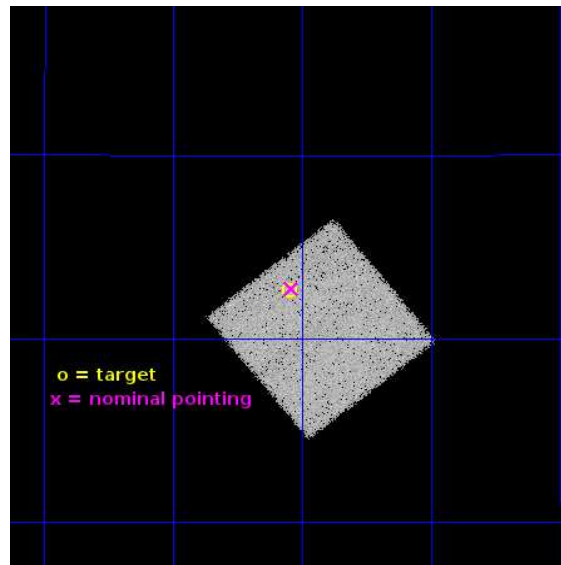 o = target
x = nominal pointing